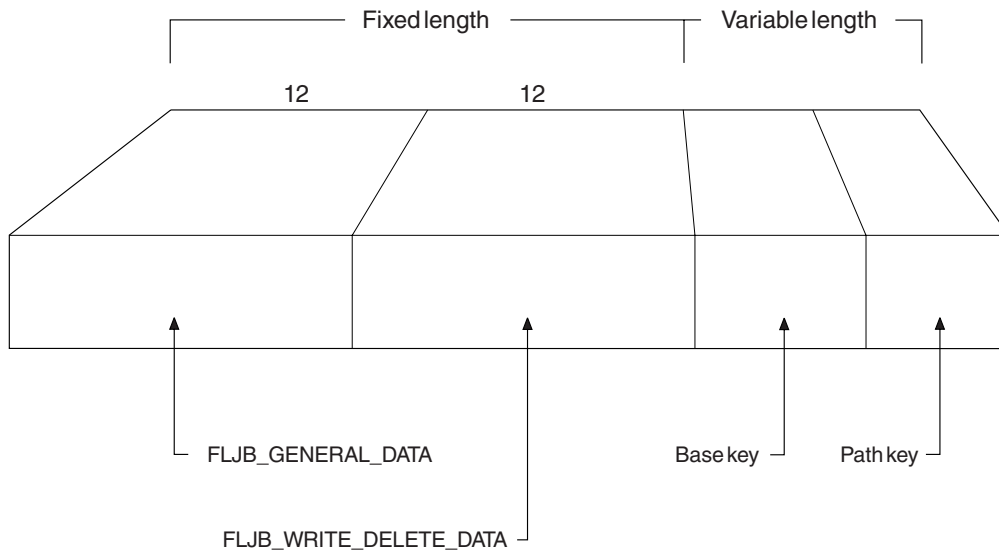 Fixed length Variable length
12 12
FLJB_GENERAL_DATA Base key Path key
FLJB_WRITE_DELETE_DATA